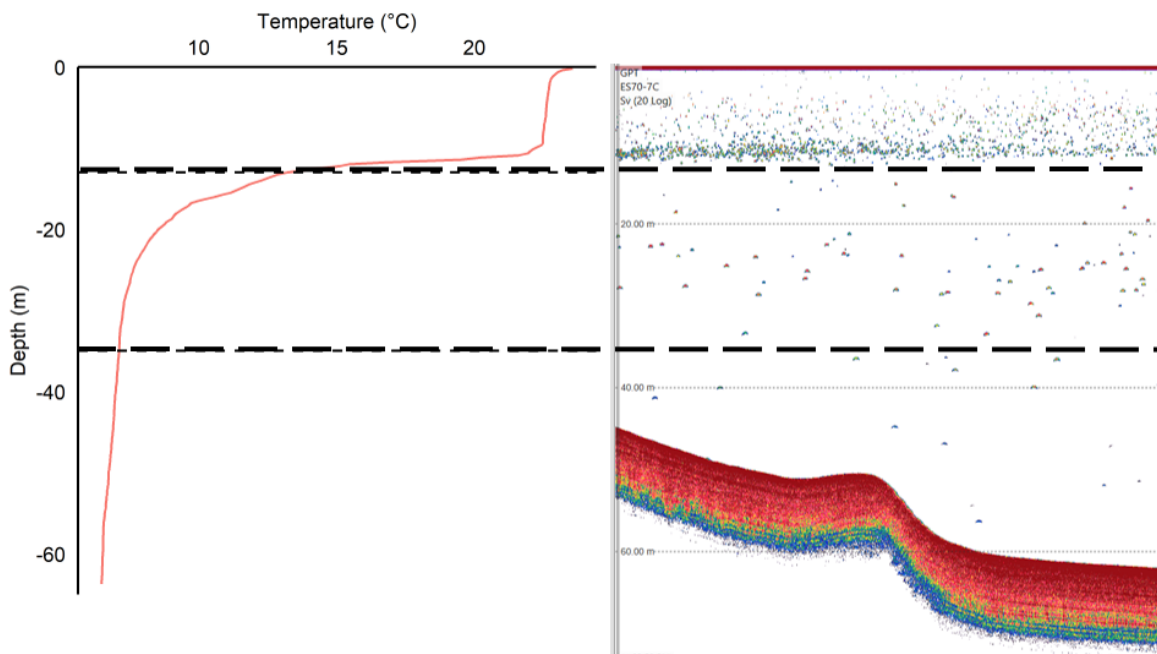 Temperature (°C)
10 15 20
0
-20
-40
-60
Depth (m)
GPT
ES70-7C
Sv (20 Log)
20.00 m
40.00 m
60.00 m